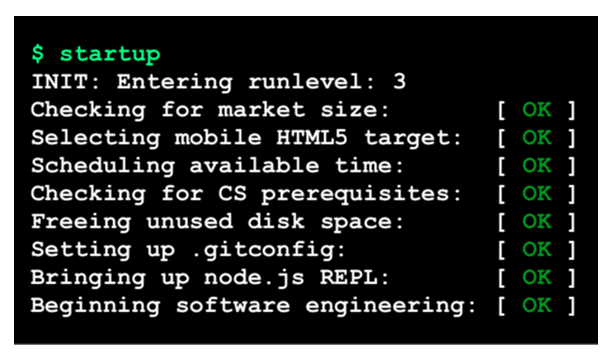 $ startup
INIT: Entering runlevel: 3
Checking for market size: [ OK ]
Selecting mobile HTML5 target: [ OK ]
Scheduling available time: [ OK ]
Checking for CS prerequisites: [ OK ]
Freeing unused disk space: [ OK ]
Setting up .gitconfig: [ OK ]
Bringing up node.js REPL: [ OK ]
Beginning software engineering: [ OK ]